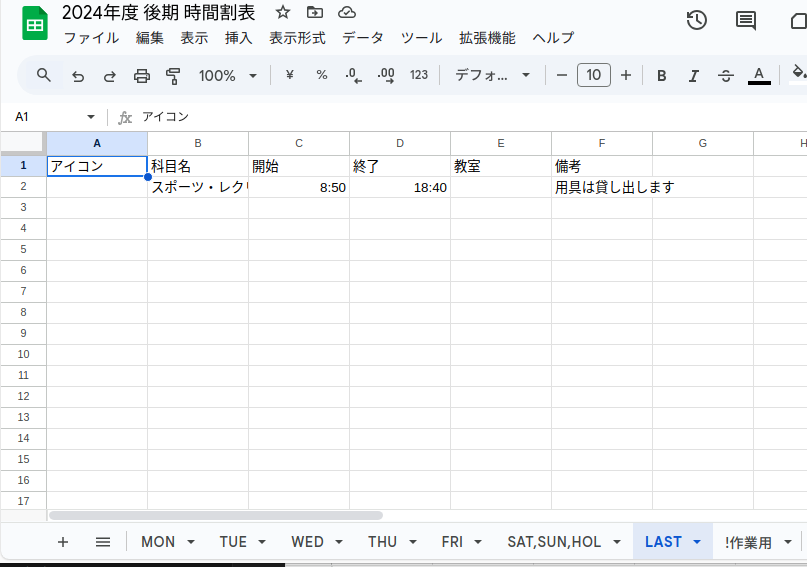 2024年度 後期 時間割表
ファイル 編集 表示 挿入 表示形式 データ ツール 拡張機能 ヘルプ
100% ¥ % .0 .00 123 デフォ... 10 B I S A
A1 fx アイコン
A B C D E F G H
1 アイコン 科目名 開始 終了 教室 備考
2 スポーツ・レクリ 8:50 18:40 用具は貸し出します
3
4
5
6
7
8
9
10
11
12
13
14
15
16
17
MON TUE WED THU FRI SAT,SUN,HOL LAST !作業用